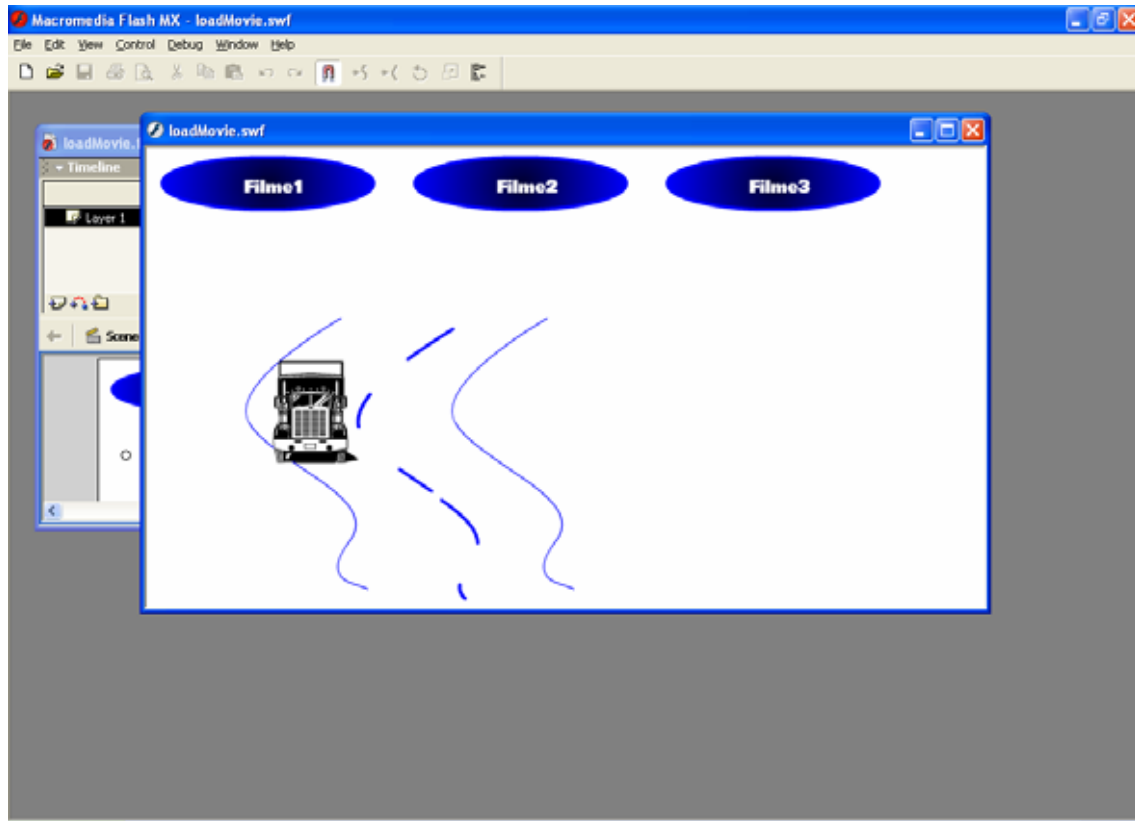 Macromedia Flash MX - loadMovie.swf
File Edit View Control Debug Window Help
loadMovie.swf
loadMovie.
Timeline
Filme1 Filme2 Filme3
Layer 1
Scene